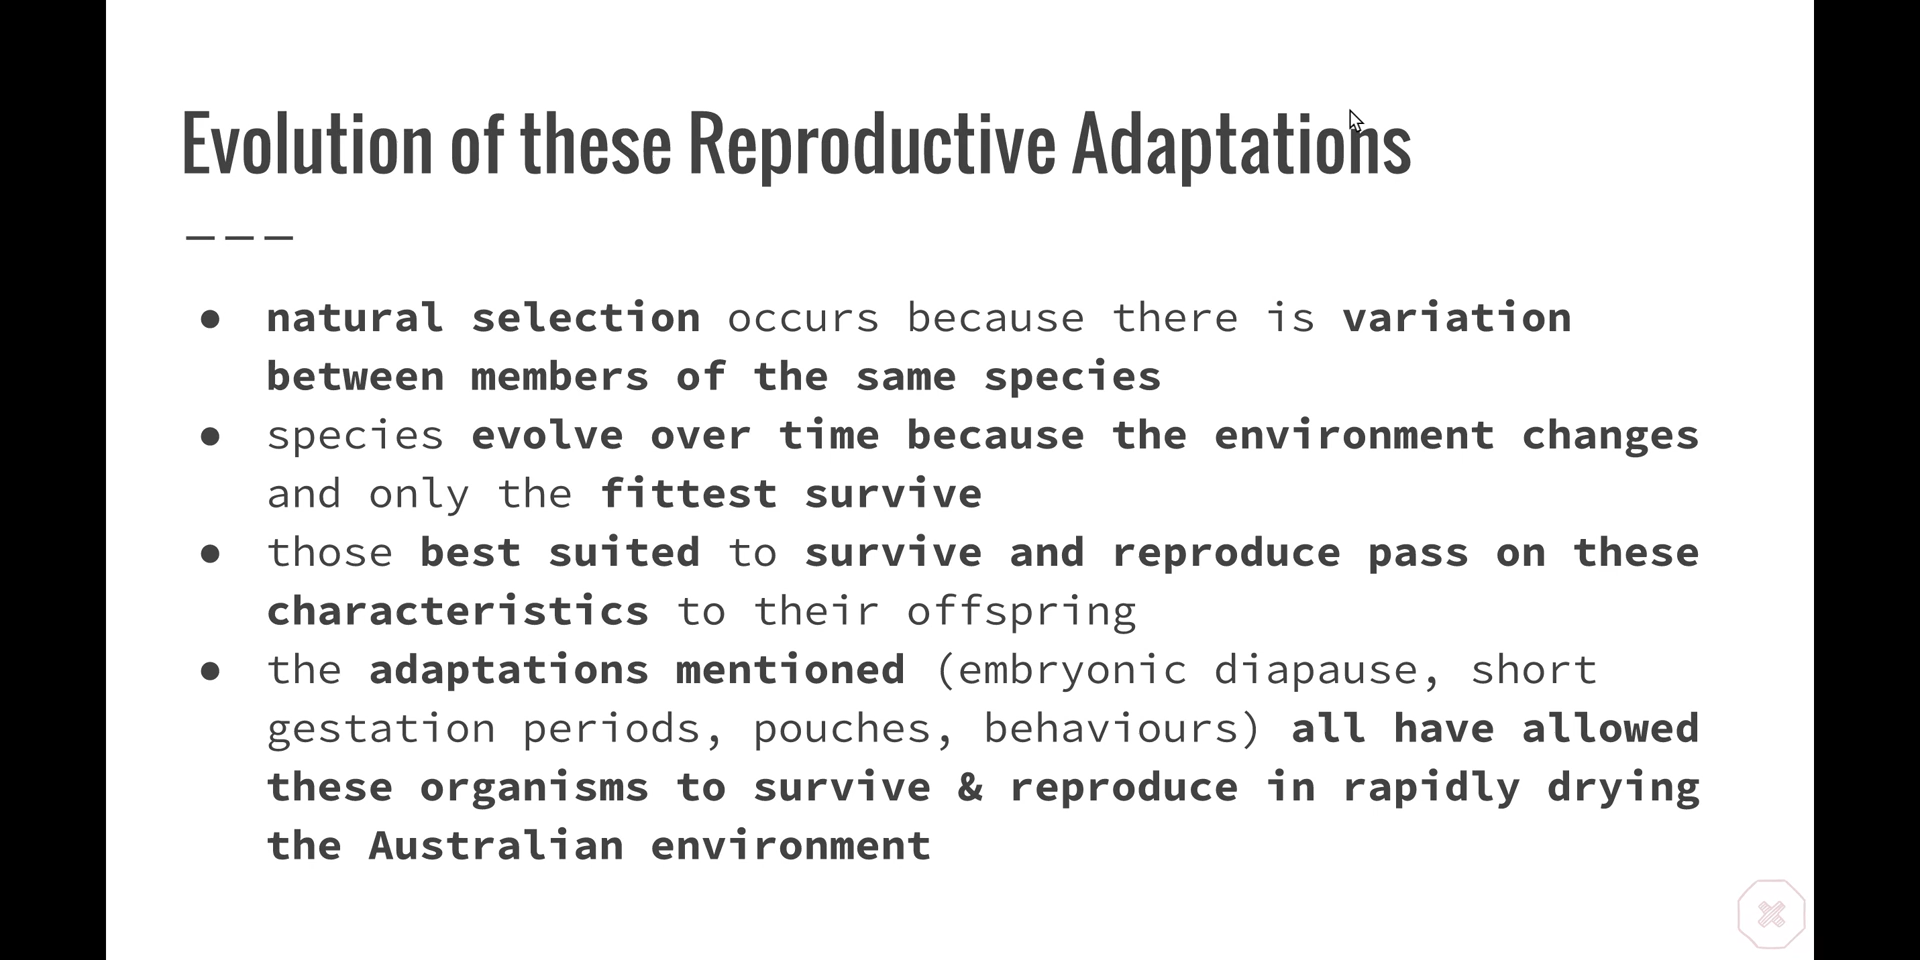 Evolution of these Reproductive Adaptations
● natural selection occurs because there is variation
between members of the same species
● species evolve over time because the environment changes
and only the fittest survive
● those best suited to survive and reproduce pass on these
characteristics to their offspring
● the adaptations mentioned (embryonic diapause, short
gestation periods, pouches, behaviours) all have allowed
these organisms to survive & reproduce in rapidly drying
the Australian environment